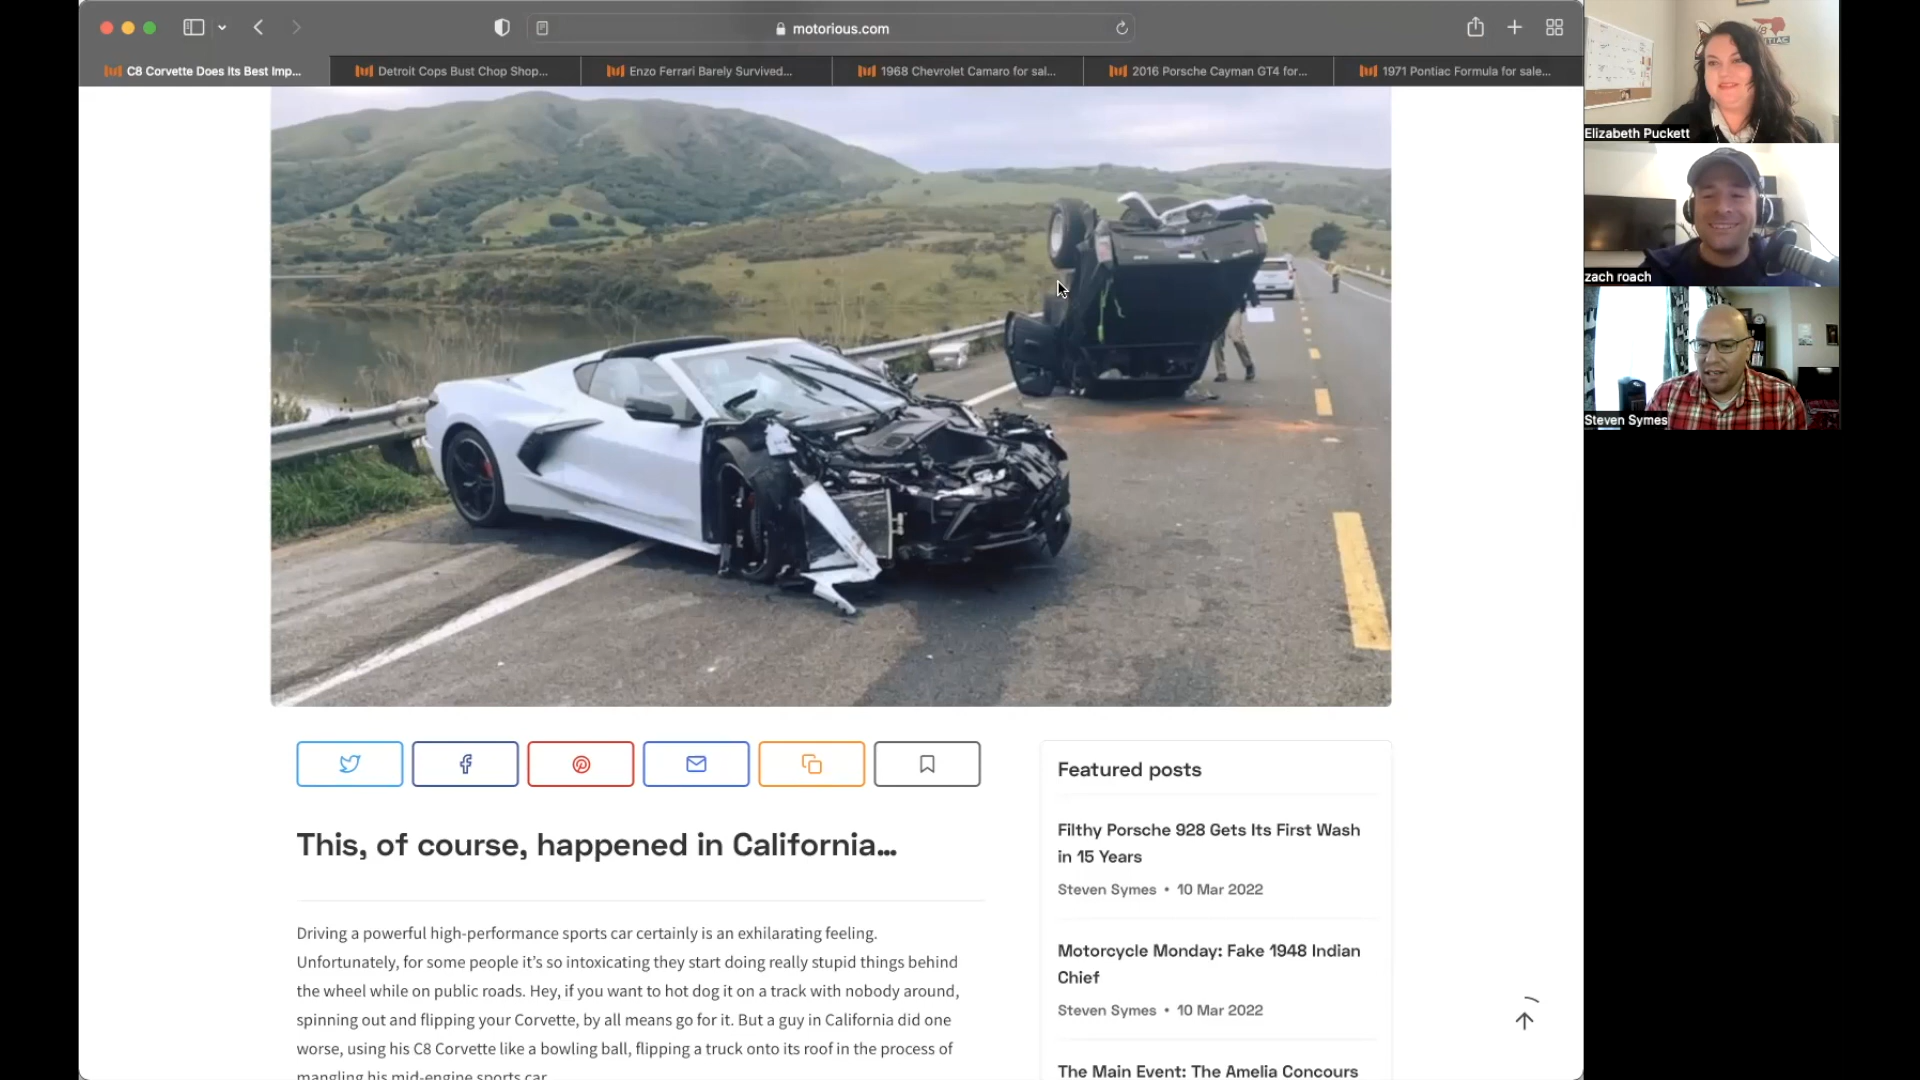 motorious.com
C8 Corvette Does Its Best Imp...
Detroit Cops Bust Chop Shop...
Enzo Ferrari Barely Survived...
1968 Chevrolet Camaro for sal...
2016 Porsche Cayman GT4 for...
1971 Pontiac Formula for sale...
Elizabeth Puckett
zach roach
Steven Symes
This, of course, happened in California...
Driving a powerful high-performance sports car certainly is an exhilarating feeling.
Unfortunately, for some people it's so intoxicating they start doing really stupid things behind
the wheel while on public roads. Hey, if you want to hot dog it on a track with nobody around,
spinning out and flipping your Corvette, by all means go for it. But a guy in California did one
worse, using his C8 Corvette like a bowling ball, flipping a truck onto its roof in the process of
mangling his mid-engine sports car.
Featured posts
Filthy Porsche 928 Gets Its First Wash
in 15 Years
Steven Symes • 10 Mar 2022
Motorcycle Monday: Fake 1948 Indian
Chief
Steven Symes • 10 Mar 2022
The Main Event: The Amelia Concours